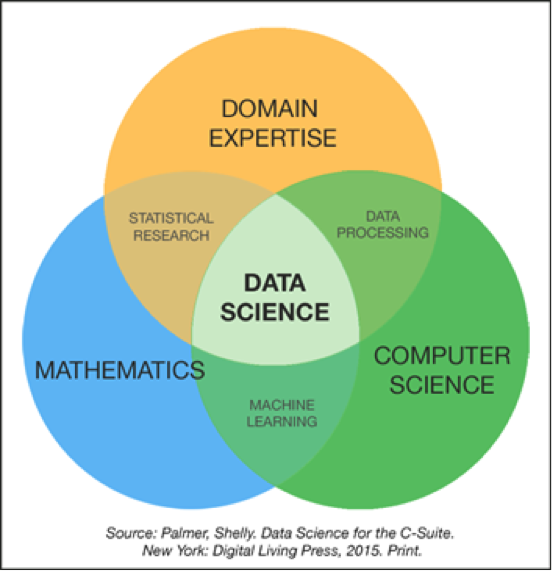 DOMAIN
EXPERTISE
STATISTICAL
RESEARCH
DATA
PROCESSING
DATA
SCIENCE
MATHEMATICS
COMPUTER
SCIENCE
MACHINE
LEARNING
Source: Palmer, Shelly. Data Science for the C-Suite.
New York: Digital Living Press, 2015. Print.